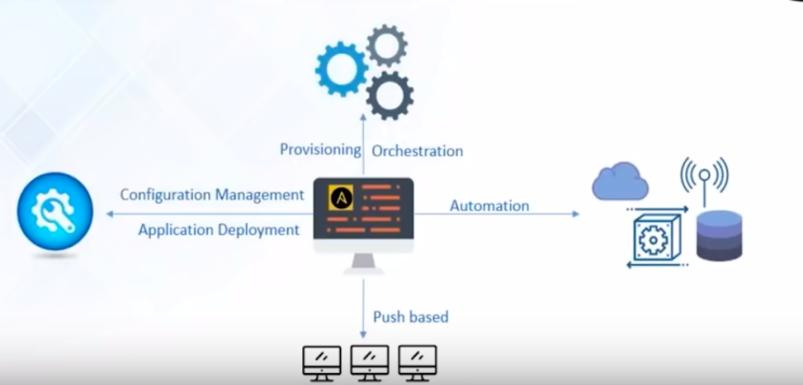 Provisioning
Orchestration
Configuration Management
Application Deployment
Automation
Push based